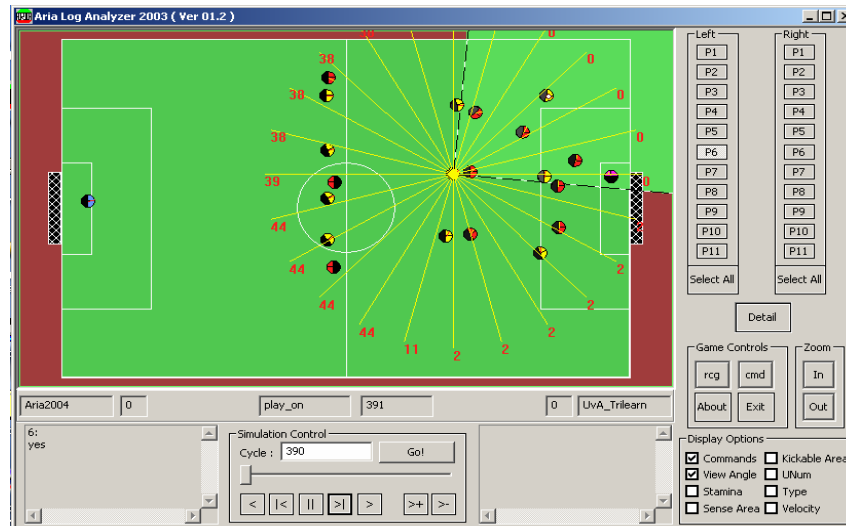 Aria Log Analyzer 2003 ( Ver 01.2 )
38
38
38
39
44
44
44
44
11
2
2
2
2
0
0
0
0
0
Left
P1
P2
P3
P4
P5
P6
P7
P8
P9
P10
P11
Select All
Right
P1
P2
P3
P4
P5
P6
P7
P8
P9
P10
P11
Select All
Detail
Game Controls
rcg cmd
About Exit
Zoom
In
Out
Aria2004 0 play_on 391 0 UvA_Trilearn
6:
yes
Simulation Control
Cycle : 390 Go!
< |< || >| > >+ >-
Display Options
Commands Kickable Area
View Angle UNum
Stamina Type
Sense Area Velocity